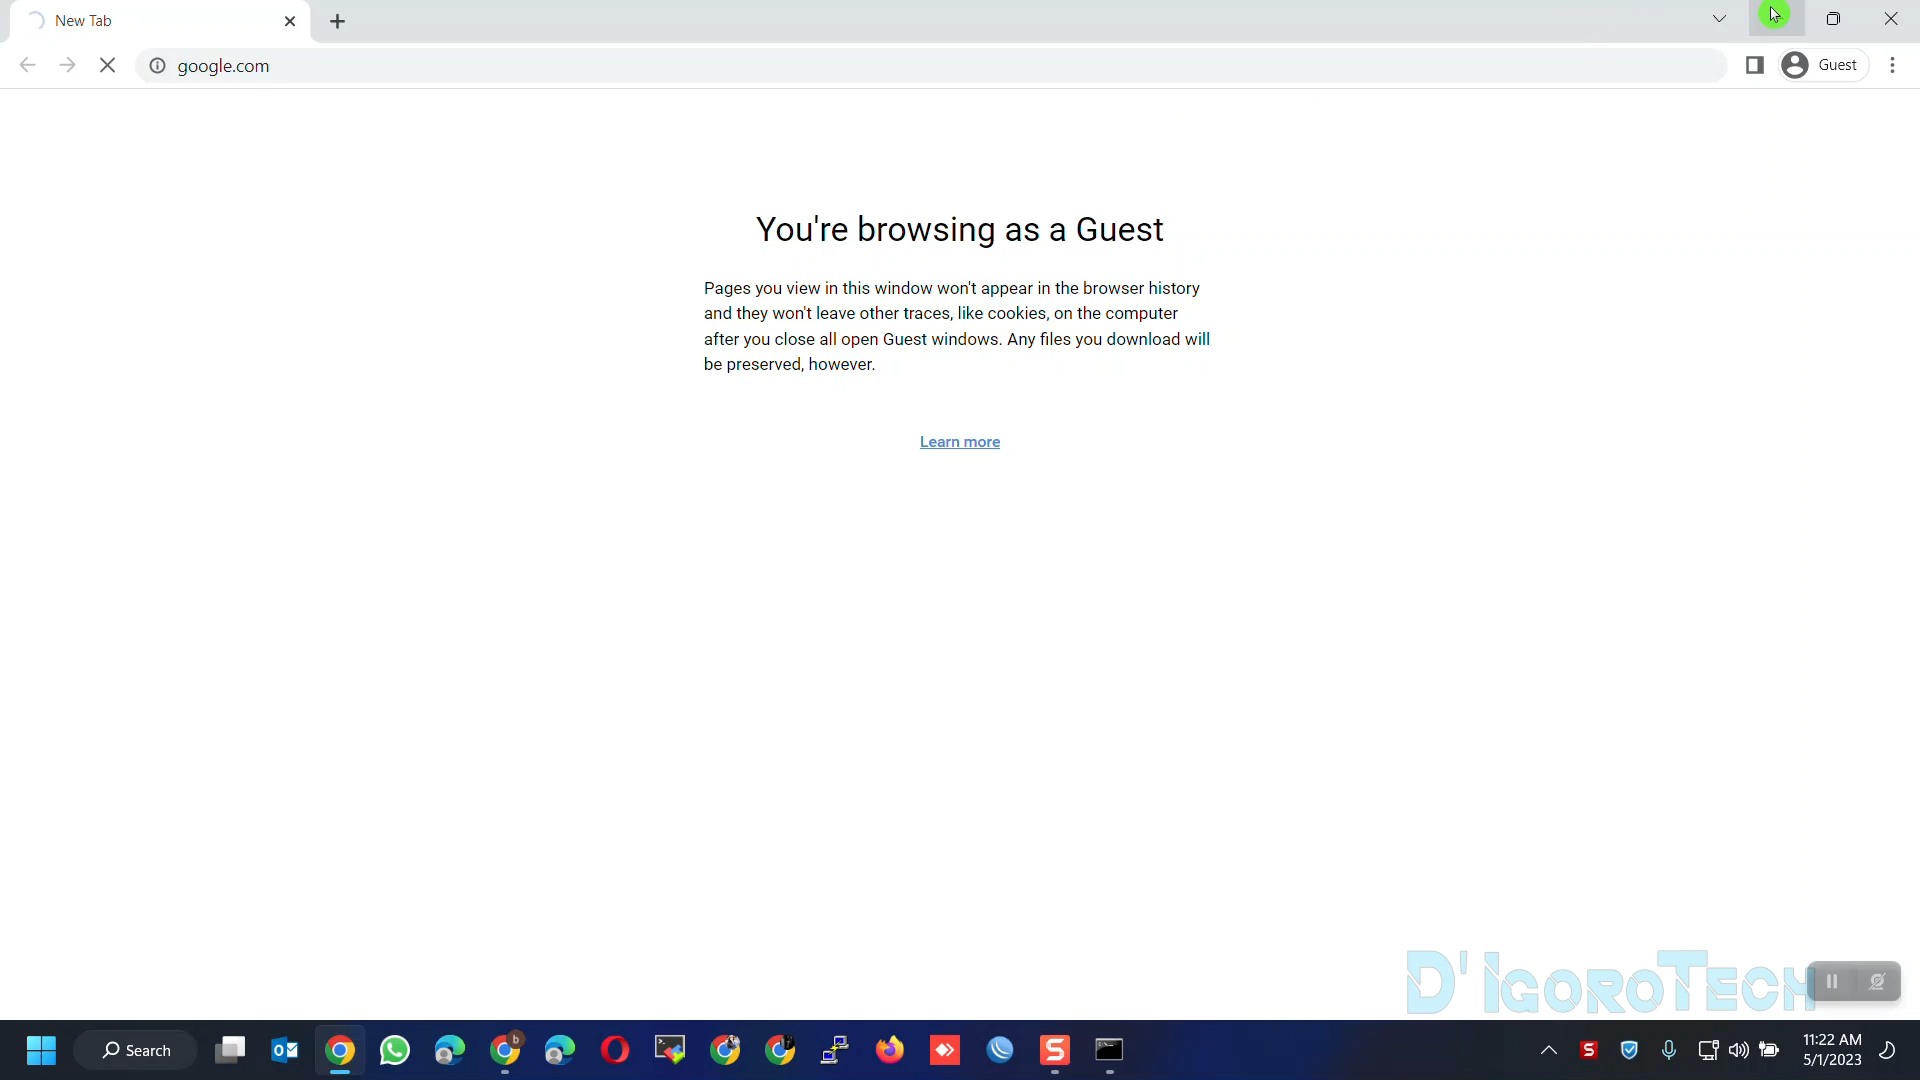 New Tab
google.com
Guest
You're browsing as a Guest
Pages you view in this window won't appear in the browser history
and they won't leave other traces, like cookies, on the computer
after you close all open Guest windows. Any files you download will
be preserved, however.
Learn more
D' IGOROTECH
Search
11:22 AM
5/1/2023